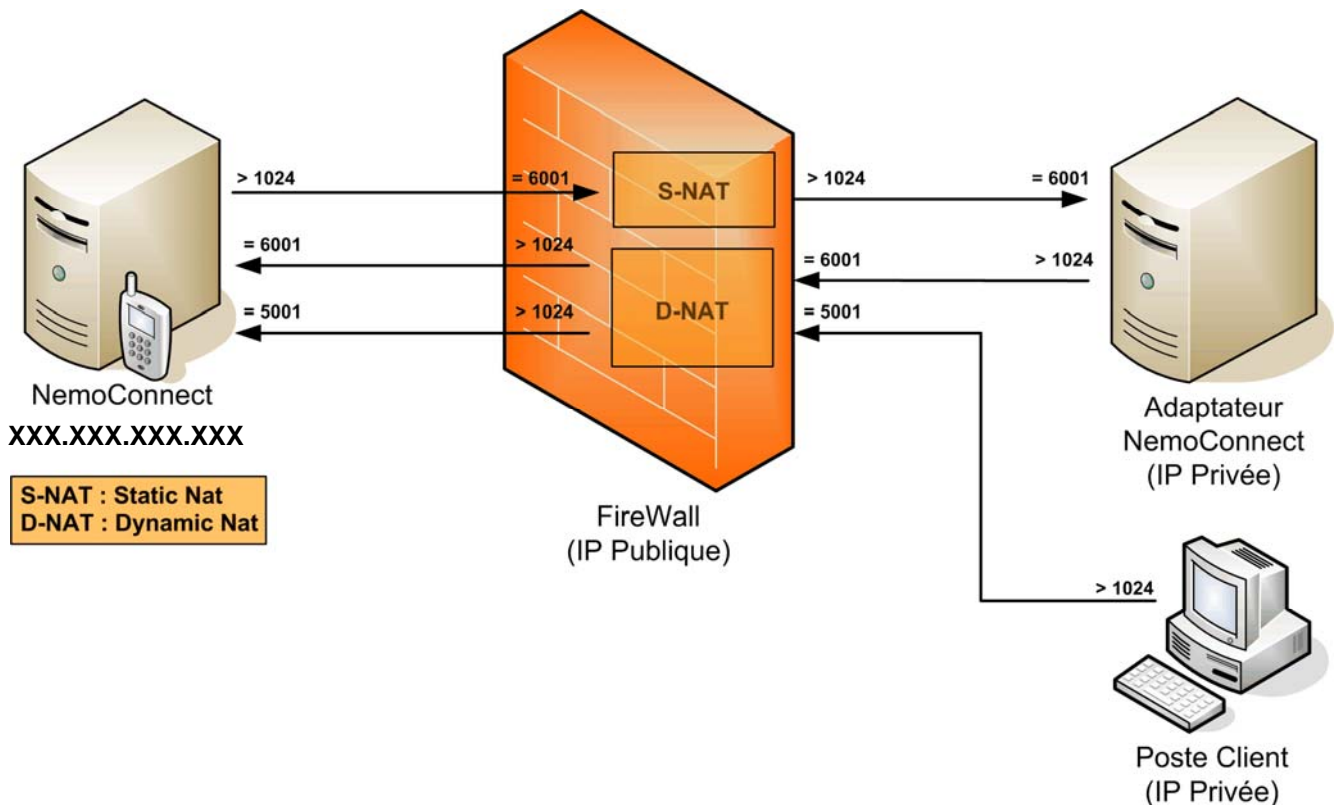 > 1024
= 6001
S-NAT
> 1024
= 6001
= 6001
> 1024
= 6001
> 1024
= 5001
> 1024
D-NAT
= 5001
NemoConnect
XXX.XXX.XXX.XXX
S-NAT : Static Nat
D-NAT : Dynamic Nat
FireWall
(IP Publique)
Adaptateur
NemoConnect
(IP Privée)
> 1024
Poste Client
(IP Privée)